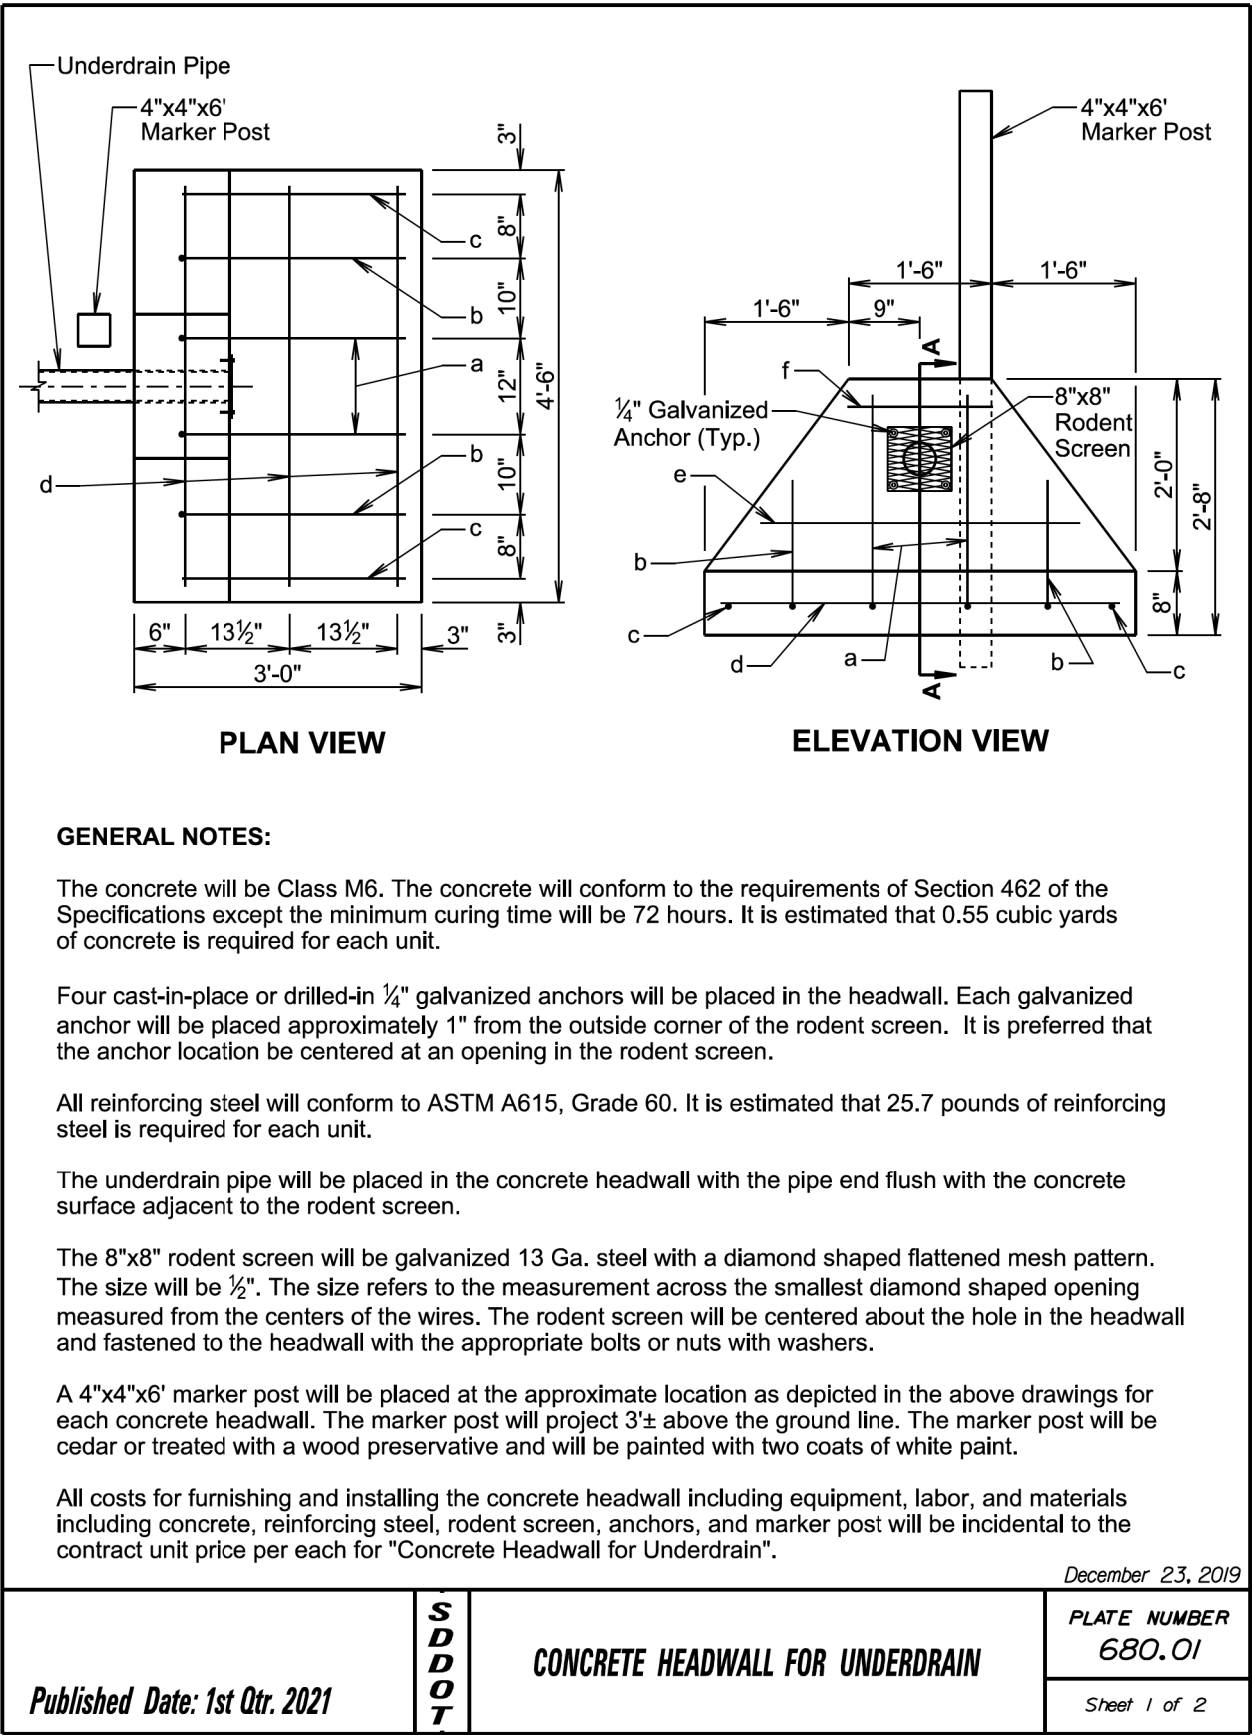 Underdrain Pipe
4"x4"x6'
Marker Post
3"
c
8"
b
10"
a
12"
4'-6"
b
10"
d
c
8"
6"
13½"
13½"
3"
3"
3'-0"
PLAN VIEW
4"x4"x6'
Marker Post
1'-6"
1'-6"
1'-6"
9"
A
f
¼" Galvanized
Anchor (Typ.)
8"x8"
Rodent
Screen
e
2'-0"
2'-8"
b
8"
c
d
a
b
c
A
ELEVATION VIEW
GENERAL NOTES:
The concrete will be Class M6. The concrete will conform to the requirements of Section 462 of the
Specifications except the minimum curing time will be 72 hours. It is estimated that 0.55 cubic yards
of concrete is required for each unit.
Four cast-in-place or drilled-in ¼" galvanized anchors will be placed in the headwall. Each galvanized
anchor will be placed approximately 1" from the outside corner of the rodent screen. It is preferred that
the anchor location be centered at an opening in the rodent screen.
All reinforcing steel will conform to ASTM A615, Grade 60. It is estimated that 25.7 pounds of reinforcing
steel is required for each unit.
The underdrain pipe will be placed in the concrete headwall with the pipe end flush with the concrete
surface adjacent to the rodent screen.
The 8"x8" rodent screen will be galvanized 13 Ga. steel with a diamond shaped flattened mesh pattern.
The size will be ½". The size refers to the measurement across the smallest diamond shaped opening
measured from the centers of the wires. The rodent screen will be centered about the hole in the headwall
and fastened to the headwall with the appropriate bolts or nuts with washers.
A 4"x4"x6' marker post will be placed at the approximate location as depicted in the above drawings for
each concrete headwall. The marker post will project 3'± above the ground line. The marker post will be
cedar or treated with a wood preservative and will be painted with two coats of white paint.
All costs for furnishing and installing the concrete headwall including equipment, labor, and materials
including concrete, reinforcing steel, rodent screen, anchors, and marker post will be incidental to the
contract unit price per each for "Concrete Headwall for Underdrain".
December 23, 2019
Published Date: 1st Qtr. 2021
SDDOT
CONCRETE HEADWALL FOR UNDERDRAIN
PLATE NUMBER
680.01
Sheet 1 of 2